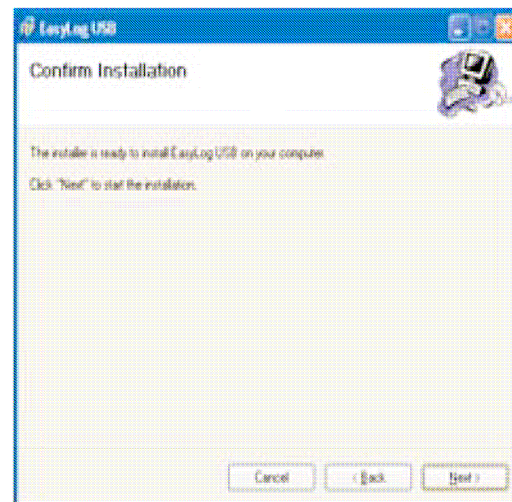 EasyLog USB
Confirm Installation
The installer is ready to install EasyLog USB on your computer.
Click "Next" to start the installation.
Cancel
< Back
Next >